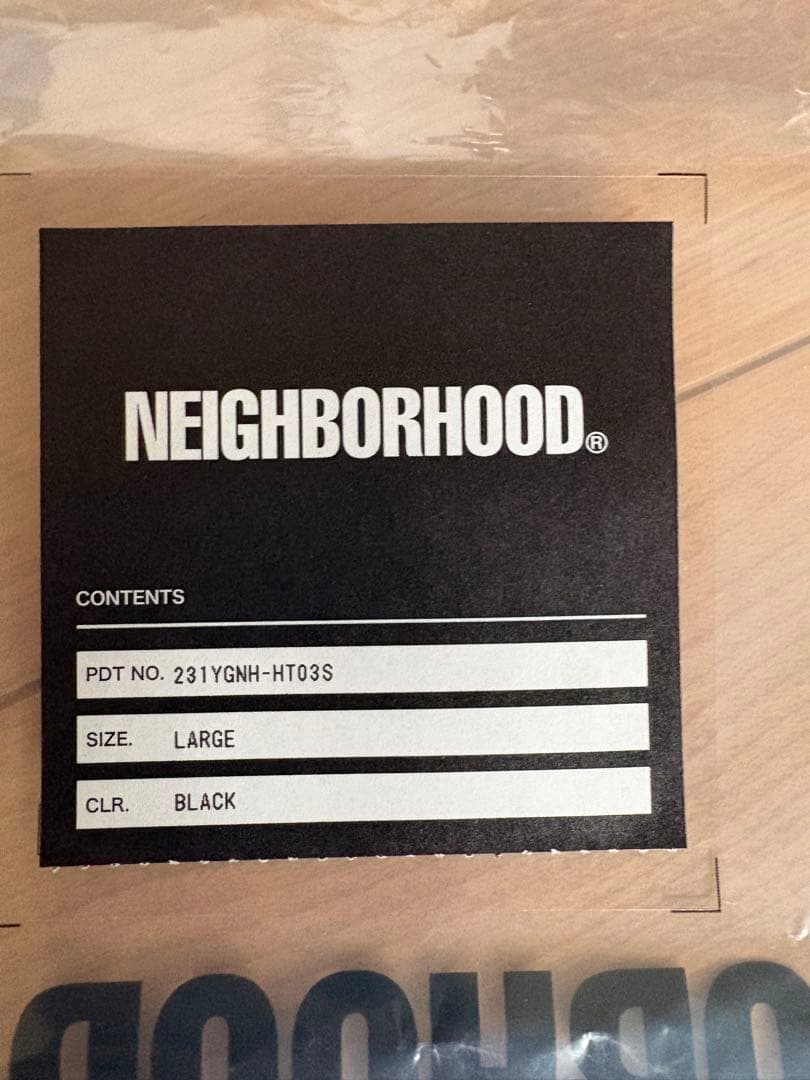 NEIGHBORHOOD®
CONTENTS
PDT NO. 231YGNH-HT03S
SIZE. LARGE
CLR. BLACK